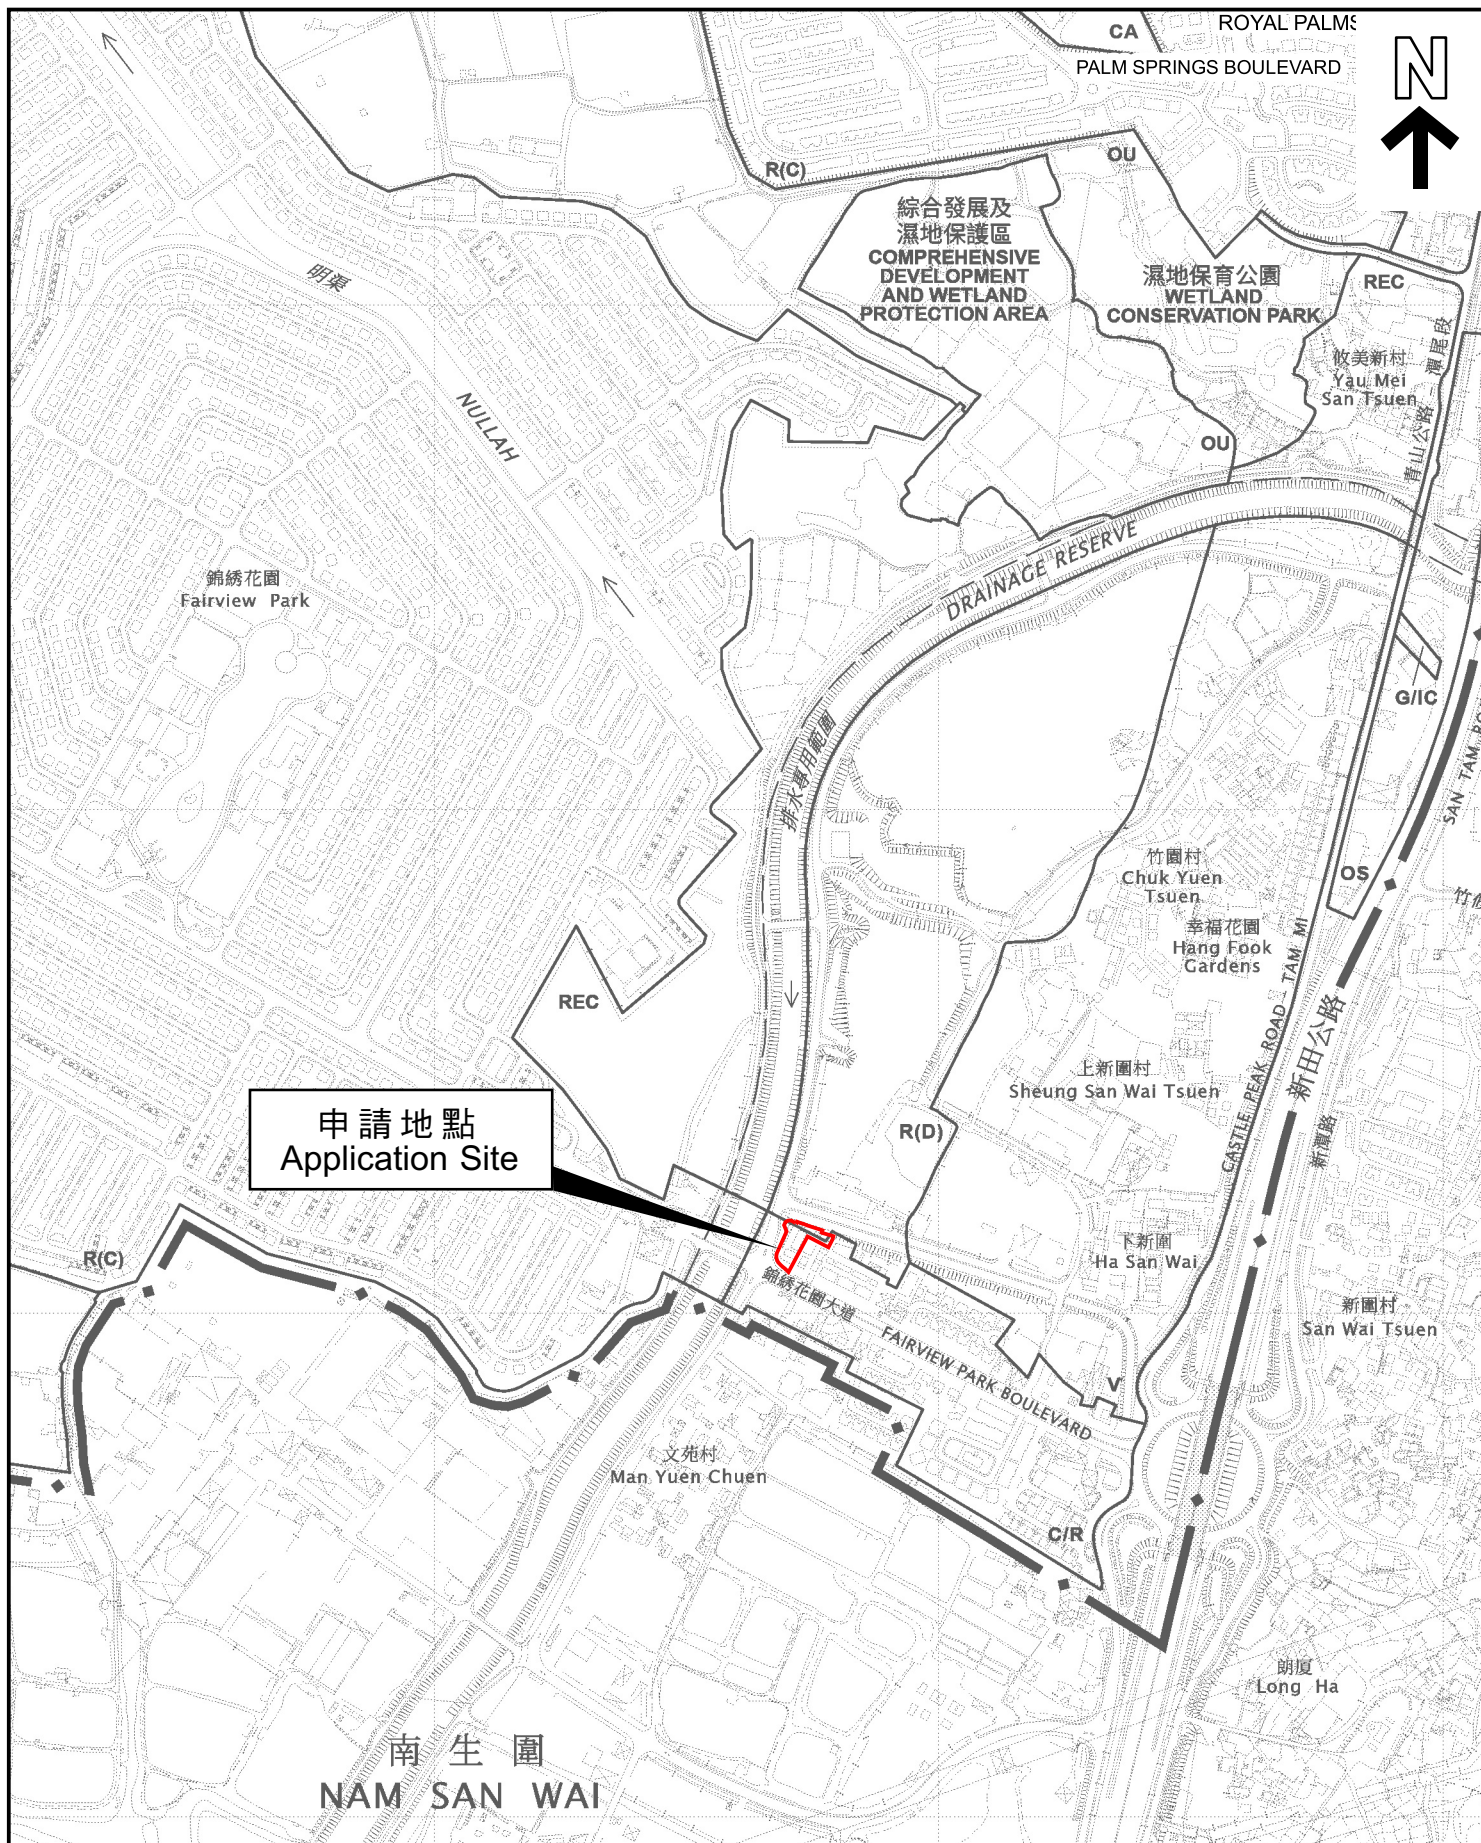 CA
ROYAL PALMS
PALM SPRINGS BOULEVARD
N
OU
R(C)
綜合發展及
濕地保護區
COMPREHENSIVE
DEVELOPMENT
AND WETLAND
PROTECTION AREA
濕地保育公園
WETLAND
CONSERVATION PARK
REC
明渠
NULLAH
攸美新村
Yau Mei
San Tsuen
青山公路 - 潭尾段
OU
錦綉花園
Fairview Park
DRAINAGE RESERVE
排水專用範圍
G/IC
SAN TAM RO
OS
竹園村
Chuk Yuen
Tsuen
竹攸
幸福花園
Hang Fook
Gardens
REC
CASTLE PEAK ROAD - TAM MI
新田公路
上新圍村
Sheung San Wai Tsuen
新潭路
R(D)
申請地點
Application Site
R(C)
下新圍
Ha San Wai
錦綉花園大道
FAIRVIEW PARK BOULEVARD
新圍村
San Wai Tsuen
V
文苑村
Man Yuen Chuen
C/R
朗厦
Long Ha
南生圍
NAM SAN WAI